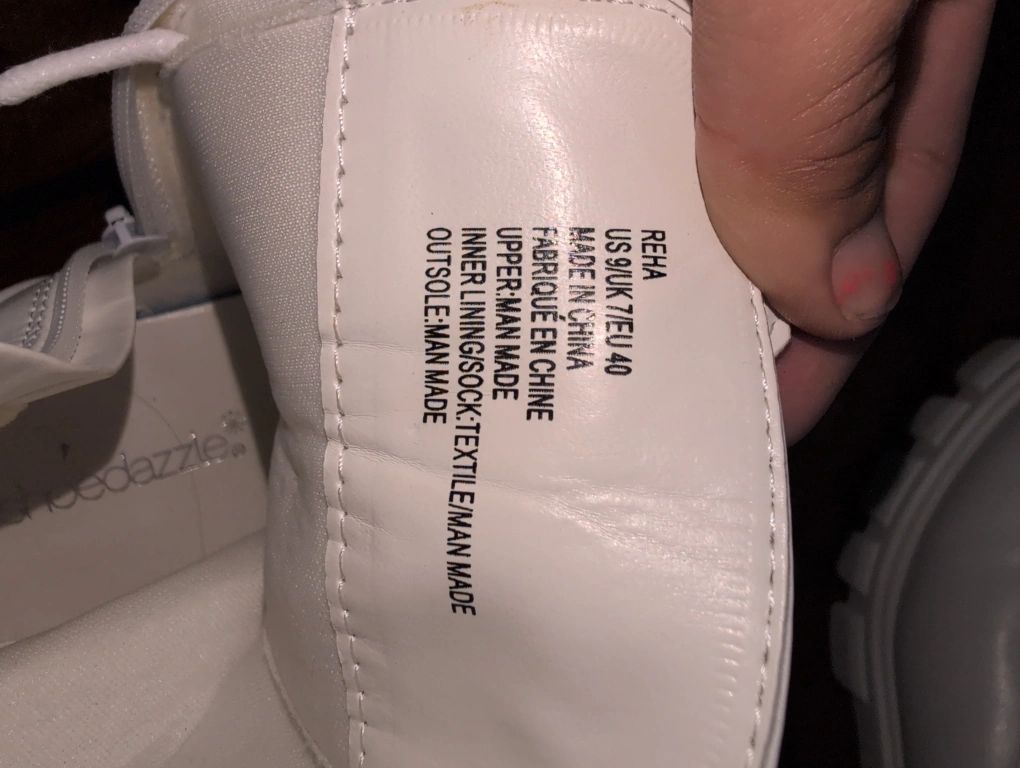 REHA
US 9/UK 7/EU 40
MADE IN CHINA
FABRIQUÉ EN CHINE
UPPER:MAN MADE
INNER LINING/SOCK:TEXTILE/MAN MADE
OUTSOLE:MAN MADE
shoedazzle